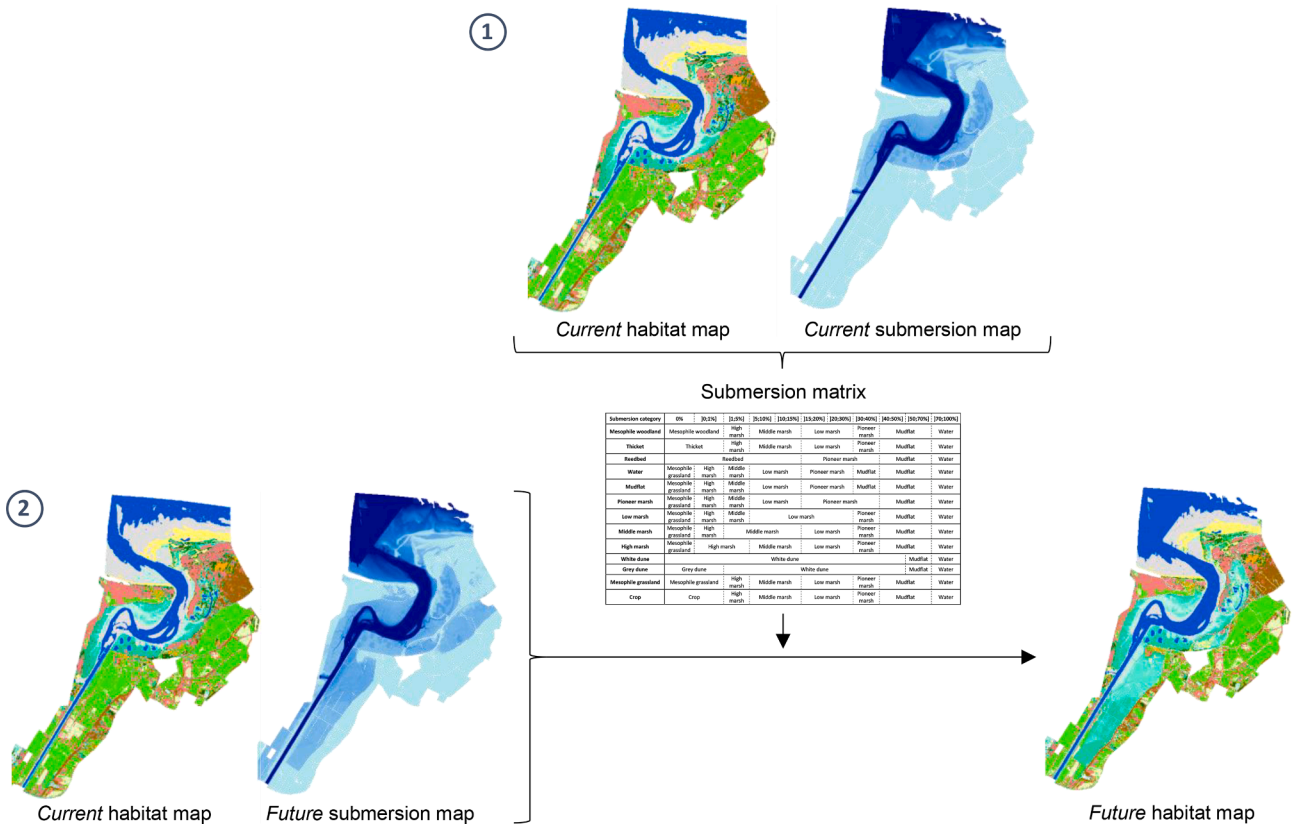 1
Current habitat map
Current submersion map
Submersion matrix
Submersion category 0% ]0;1%] ]1;5%] ]5;10%] ]10;15%] ]15;20%] ]20;30%] ]30:40%] ]40:50%] ]50;70%] ]70;100%]
Mesophile woodland Mesophile woodland High marsh Middle marsh Low marsh Pioneer marsh Mudflat Water
Thicket Thicket High marsh Middle marsh Low marsh Pioneer marsh Mudflat Water
Reedbed Reedbed Pioneer marsh Mudflat Water
Water Mesophile grassland High marsh Middle marsh Low marsh Pioneer marsh Mudflat Mudflat Water
Mudflat Mesophile grassland High marsh Middle marsh Low marsh Pioneer marsh Mudflat Mudflat Water
Pioneer marsh Mesophile grassland High marsh Middle marsh Low marsh Pioneer marsh Mudflat Water
Low marsh Mesophile grassland High marsh Middle marsh Low marsh Pioneer marsh Mudflat Water
Middle marsh Mesophile grassland High marsh Middle marsh Low marsh Pioneer marsh Mudflat Water
High marsh Mesophile grassland High marsh Middle marsh Low marsh Pioneer marsh Mudflat Water
White dune White dune Mudflat Water
Grey dune Grey dune White dune Mudflat Water
Mesophile grassland Mesophile grassland High marsh Middle marsh Low marsh Pioneer marsh Mudflat Water
Crop Crop High marsh Middle marsh Low marsh Pioneer marsh Mudflat Water
2
Current habitat map
Future submersion map
Future habitat map